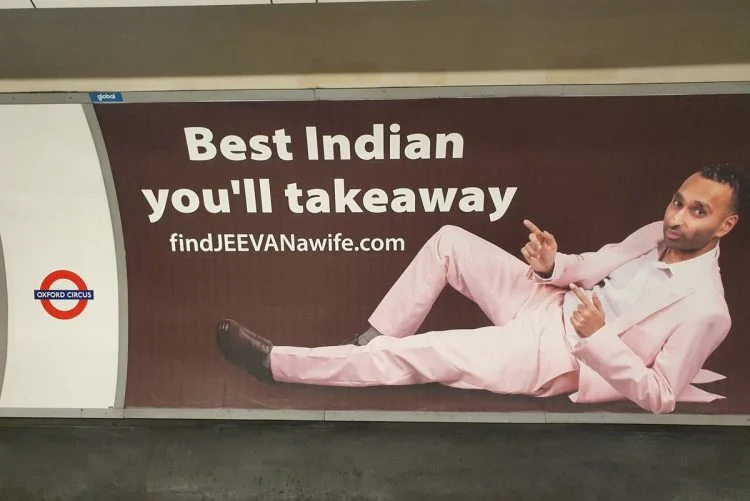 global
Best Indian
you'll takeaway
findJEEVANawife.com
OXFORD CIRCUS